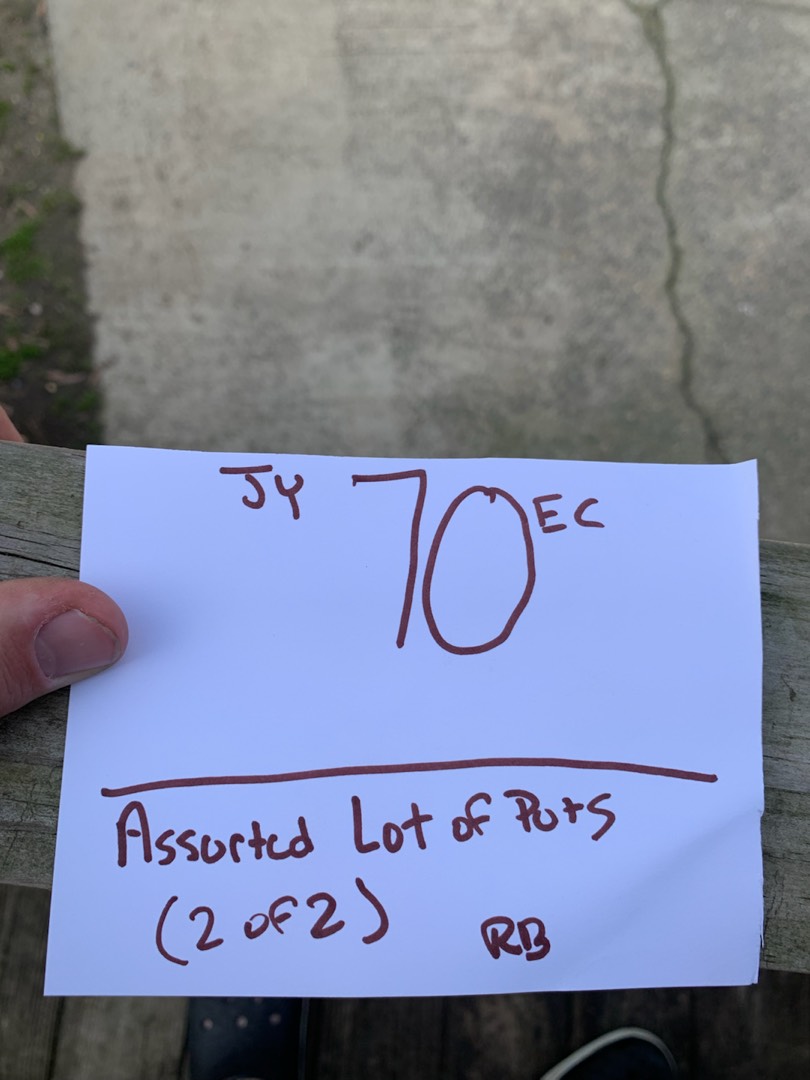 JY 70 EC
Assorted Lot of Pots
(2 of 2) RB